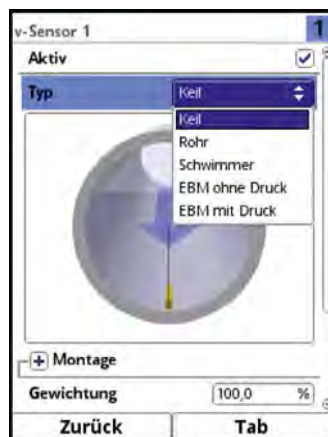 v-Sensor 1 1
Aktiv
Typ Keil
Keil
Rohr
Schwimmer
EBM ohne Druck
EBM mit Druck
+ Montage
Gewichtung 100,0 %
Zurück Tab